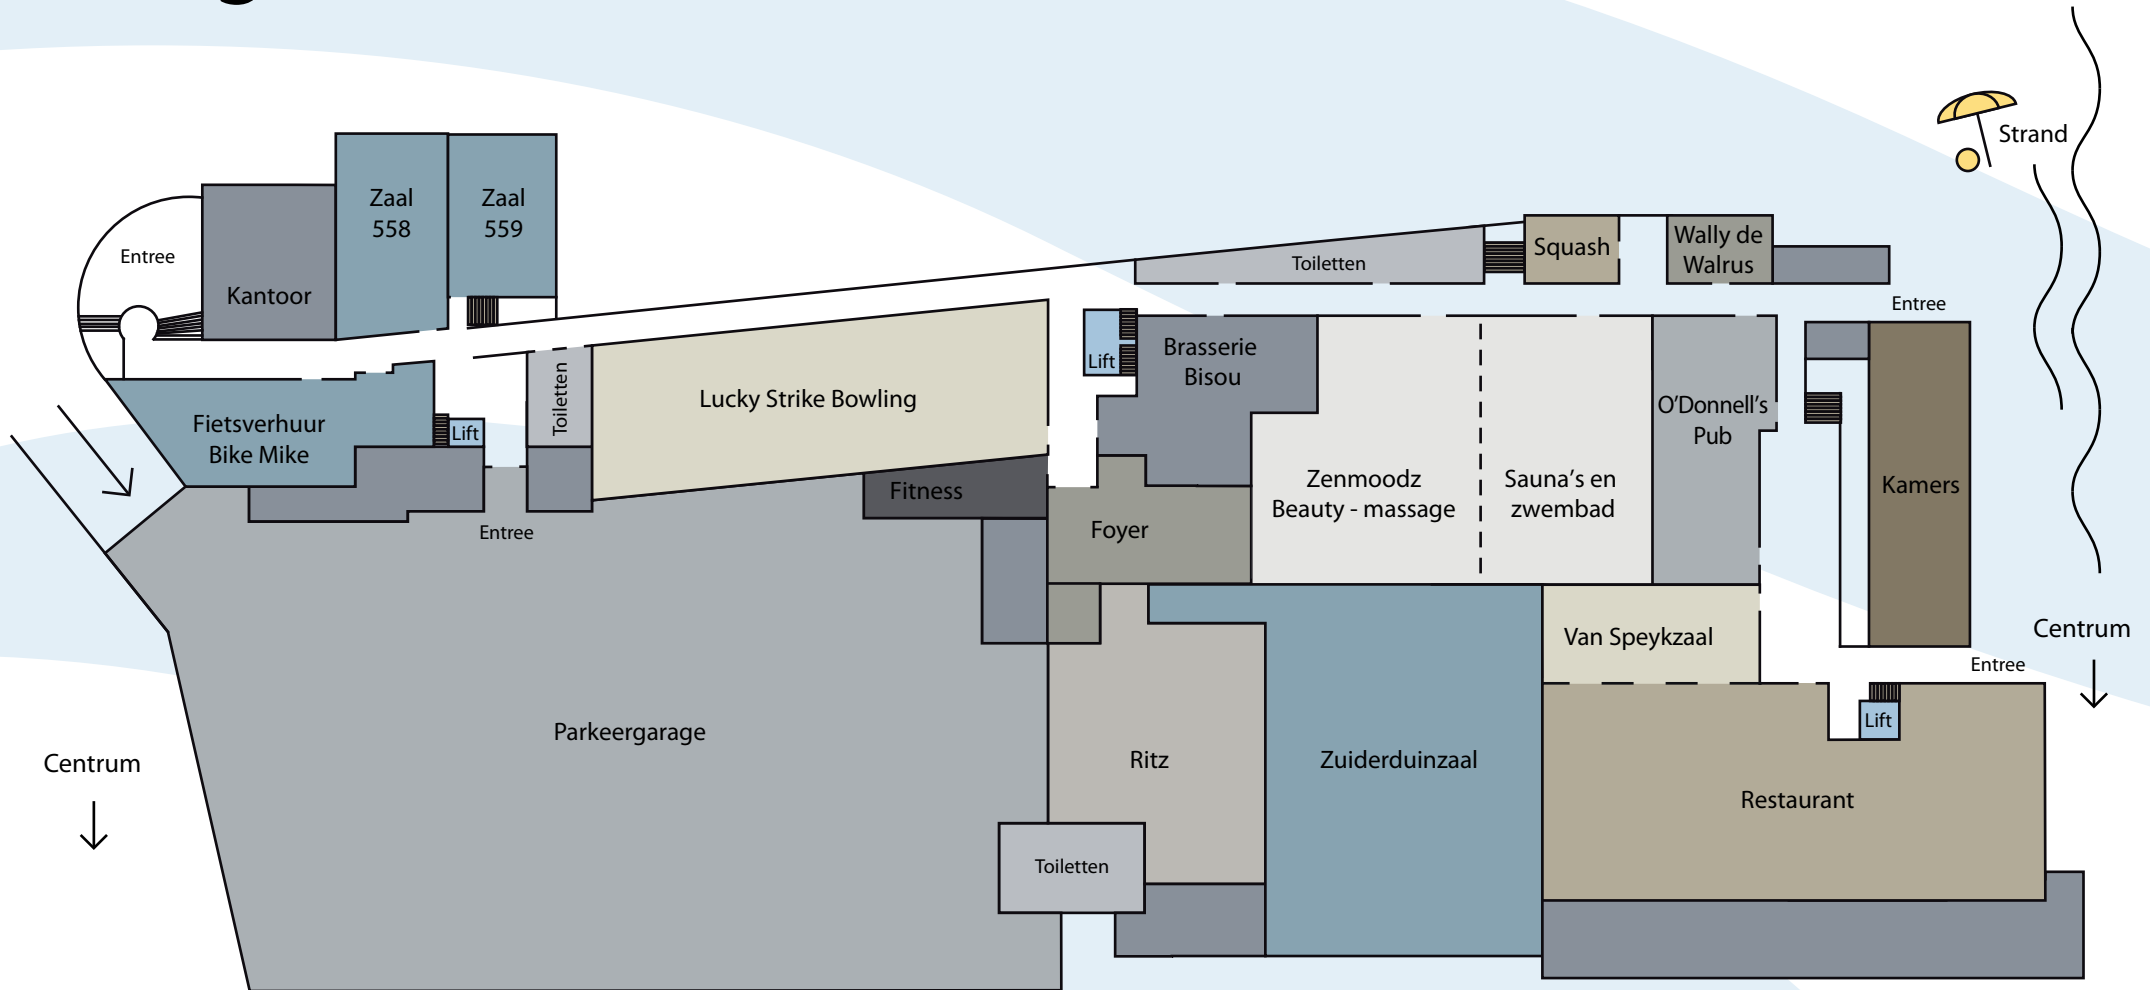 Strand
Zaal
558
Zaal
559
Entree
Kantoor
Toiletten
Squash
Wally de
Walrus
Entree
Lift
Brasserie
Bisou
Toiletten
Lucky Strike Bowling
O'Donnell's
Pub
Fietsverhuur
Bike Mike
Lift
Fitness
Zenmoodz
Beauty - massage
Sauna's en
zwembad
Kamers
Entree
Foyer
Van Speykzaal
Centrum
Entree
Parkeergarage
Ritz
Zuiderduinzaal
Lift
Restaurant
Centrum
Toiletten